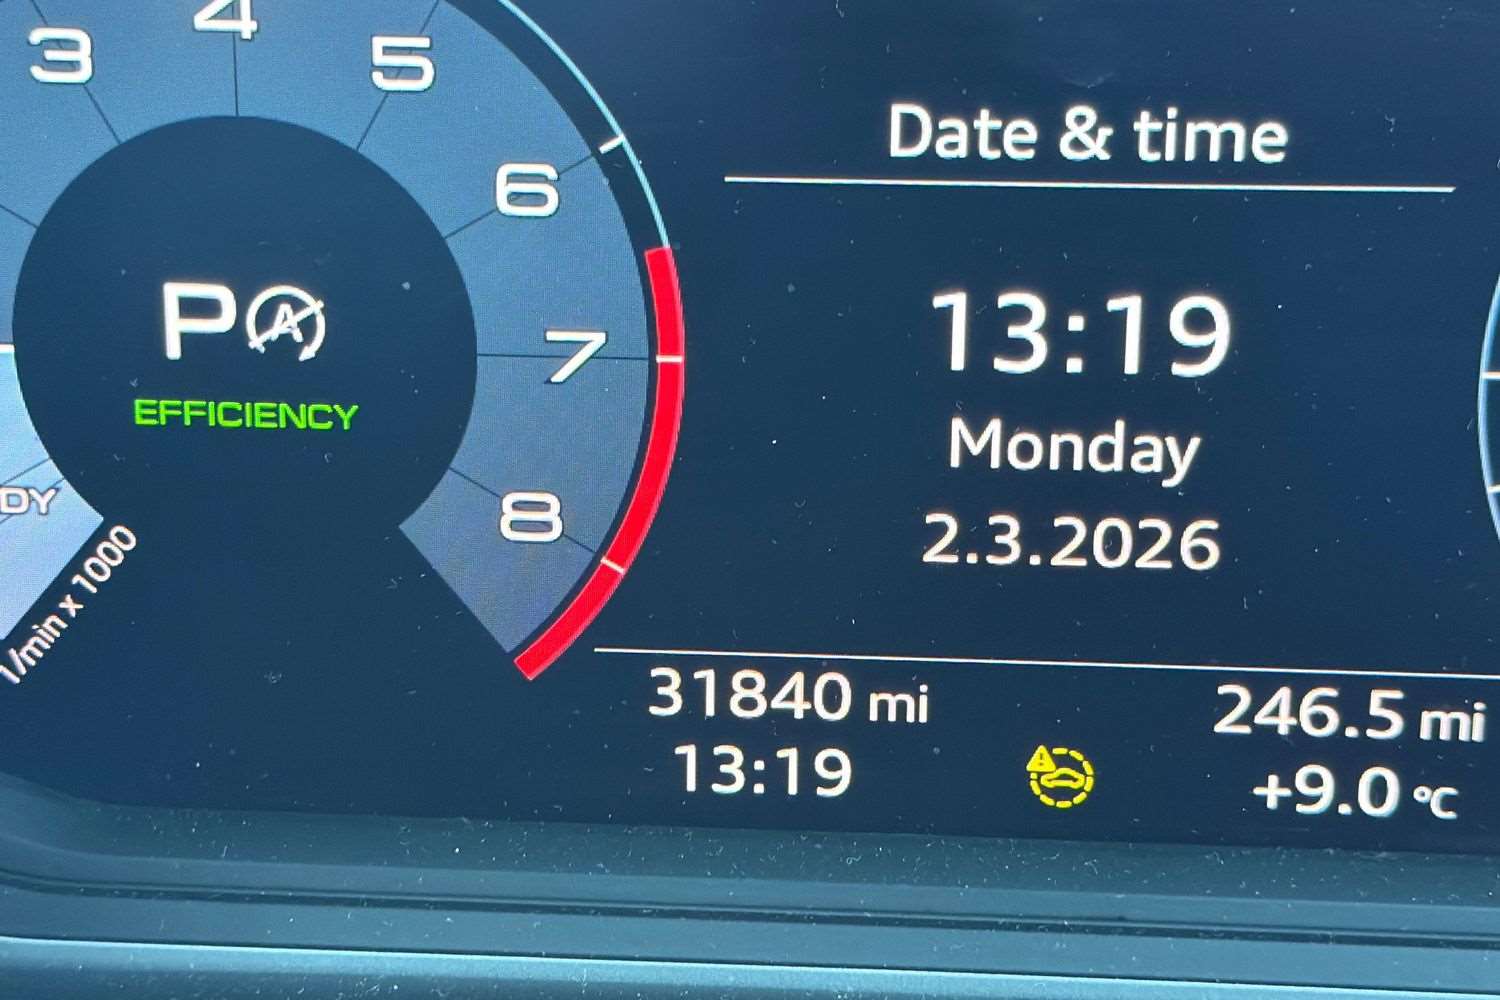 3
4
5
6
7
8
P A
EFFICIENCY
DY
1/min x 1000
Date & time
13:19
Monday
2.3.2026
31840 mi
246.5 mi
13:19
+9.0 °C